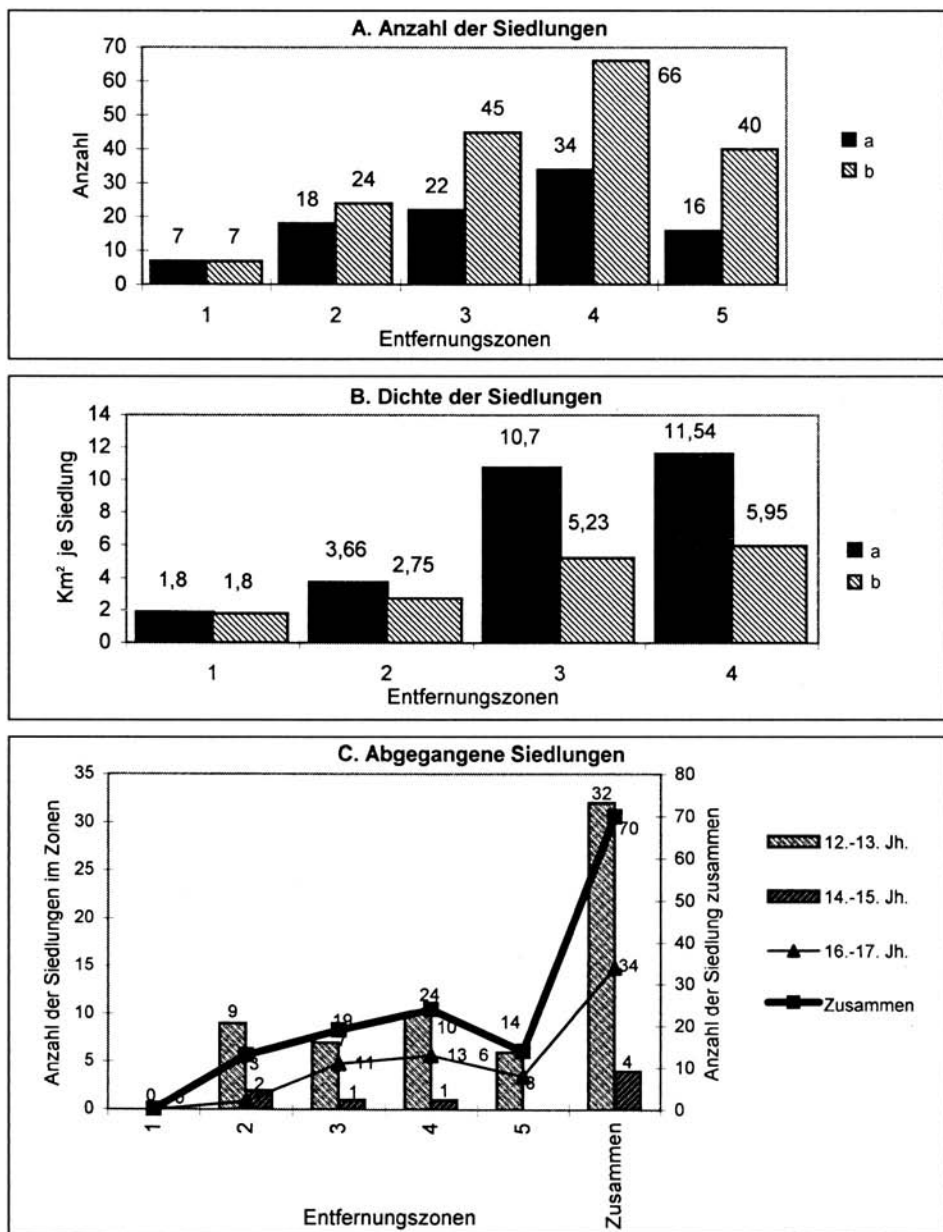 A. Anzahl der Siedlungen
70
60
50
40
30
20
10
0
Anzahl
7 7 18 24 22 45 34 66 16 40
1 2 3 4 5
Entfernungszonen
a
b
B. Dichte der Siedlungen
14
12
10
8
6
4
2
0
Km² je Siedlung
1,8 1,8 3,66 2,75 10,7 5,23 11,54 5,95
1 2 3 4
Entfernungszonen
a
b
C. Abgegangene Siedlungen
35
30
25
20
15
10
5
0
Anzahl der Siedlungen im Zonen
80
70
60
50
40
30
20
10
0
Anzahl der Siedlung zusammen
0 9 3 2 19 11 1 24 10 13 1 14 6 32 70 34 4
1 2 3 4 5 Zusammen
Entfernungszonen
12.-13. Jh.
14.-15. Jh.
16.-17. Jh.
Zusammen